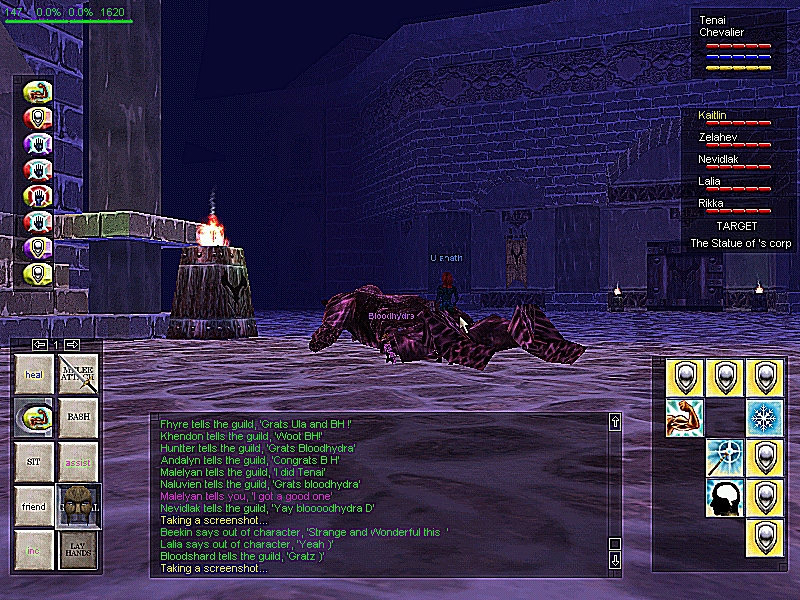 147 0.0% 0.0% 1620
Tenai
Chevalier
Kaitlin
Zelahev
Nevidlak
Lalia
Rikka
TARGET
The Statue of 's corp
Bloodhydra
1
heal
MELEE ATTACK
BASH
SIT
assist
friend
inc
LAY HANDS
Fhyre tells the guild, 'Grats Ula and BH !'
Khendon tells the guild, 'Woot BH!'
Huntter tells the guild, 'Grats Bloodhydra'
Andalyn tells the guild, 'Congrats B H'
Malelyan tells the guild, 'I did Tenai'
Naluvien tells the guild, 'Grats bloodhydra'
Malelyan tells you, 'I got a good one'
Nevidlak tells the guild, 'Yay bloooodhydra D'
Taking a screenshot...
Beekin says out of character, 'Strange and Wonderful this '
Lalia says out of character, 'Yeah )'
Bloodshard tells the guild, 'Gratz )'
Taking a screenshot...